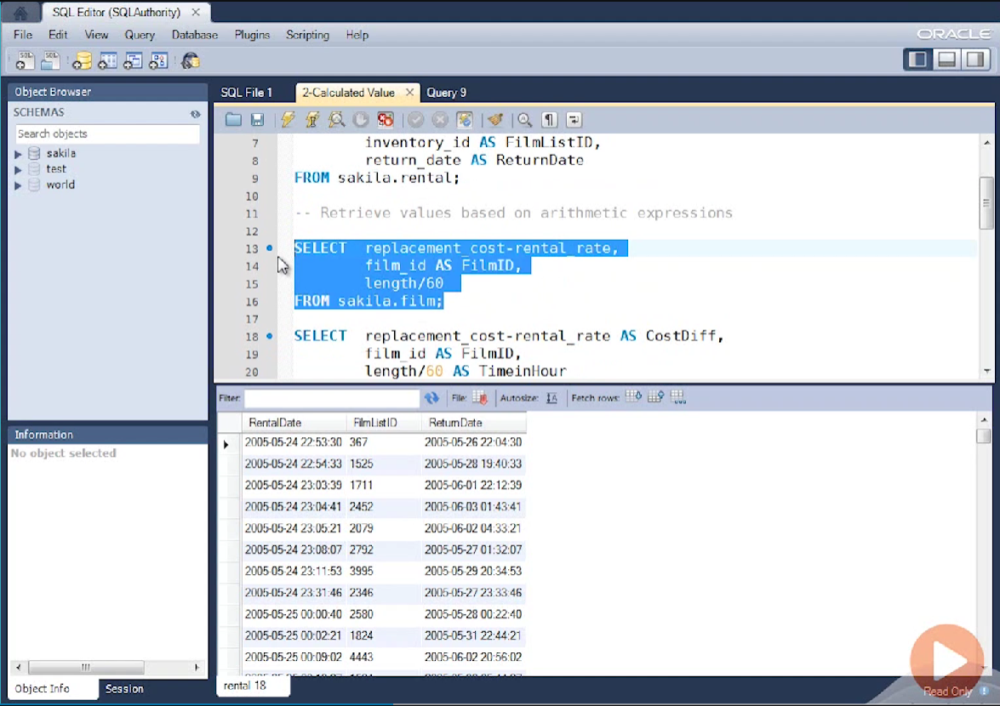 SQL Editor (SQLAuthority)
File Edit View Query Database Plugins Scripting Help
ORACLE
Object Browser
SCHEMAS
Search objects
sakila
test
world
Information
No object selected
Object Info Session
SQL File 1 2-Calculated Value Query 9
7 inventory_id AS FilmListID,
8 return_date AS ReturnDate
9 FROM sakila.rental;
10
11 -- Retrieve values based on arithmetic expressions
12
13 SELECT replacement_cost-rental_rate,
14 film_id AS FilmID,
15 length/60
16 FROM sakila.film;
17
18 SELECT replacement_cost-rental_rate AS CostDiff,
19 film_id AS FilmID,
20 length/60 AS TimeinHour
Filter: File: Autosize: Fetch rows:
RentalDate FilmListID ReturnDate
2005-05-24 22:53:30 367 2005-05-26 22:04:30
2005-05-24 22:54:33 1525 2005-05-28 19:40:33
2005-05-24 23:03:39 1711 2005-06-01 22:12:39
2005-05-24 23:04:41 2452 2005-06-03 01:43:41
2005-05-24 23:05:21 2079 2005-06-02 04:33:21
2005-05-24 23:08:07 2792 2005-05-27 01:32:07
2005-05-24 23:11:53 3995 2005-05-29 20:34:53
2005-05-24 23:31:46 2346 2005-05-27 23:33:46
2005-05-25 00:00:40 2580 2005-05-28 00:22:40
2005-05-25 00:02:21 1824 2005-05-31 22:44:21
2005-05-25 00:09:02 4443 2005-06-02 20:56:02
rental 18
Read Only